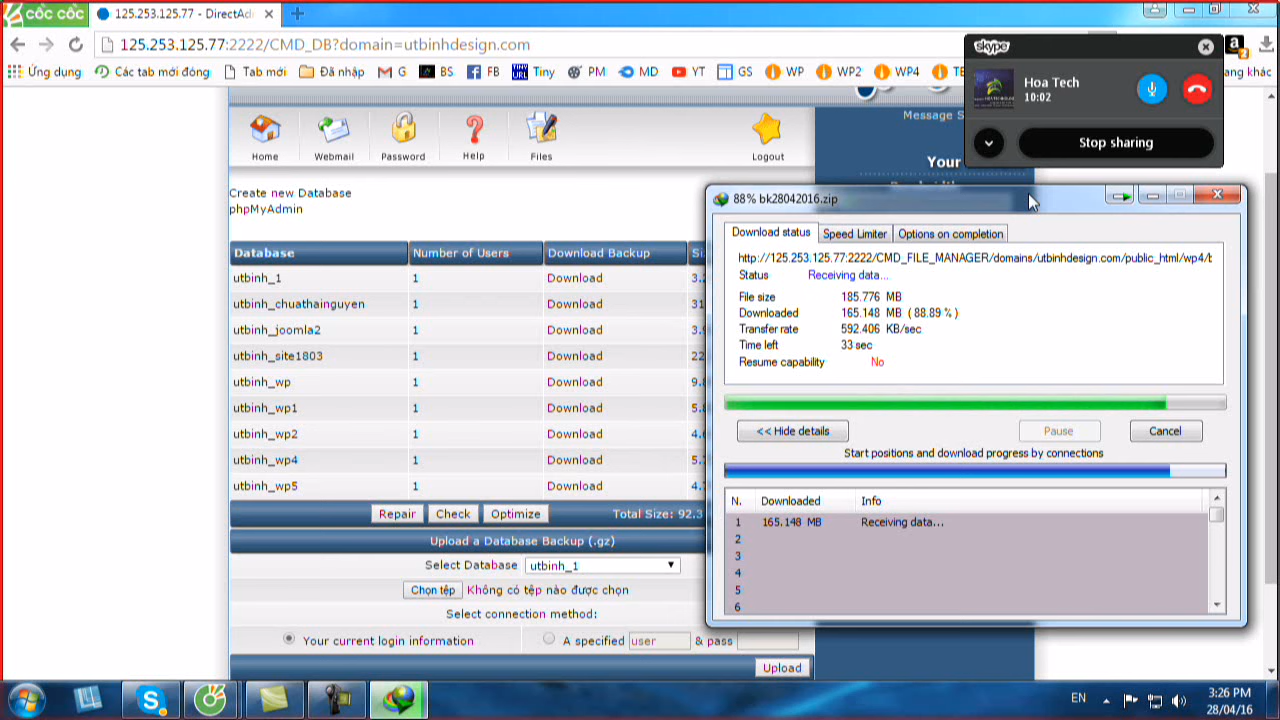 CỐC CỐC
125.253.125.77 - DirectAd
125.253.125.77:2222/CMD_DB?domain=utbinhdesign.com
Ứng dụng
Các tab mới đóng
Tab mới
Đã nhập
G
BS
FB
Tiny
PM
MD
YT
GS
WP
WP2
WP4
khác
skype
Hoa Tech
10:02
Stop sharing
Home
Webmail
Password
Help
Files
Logout
Message S
Your
Create new Database
phpMyAdmin
Database Number of Users Download Backup
utbinh_1 1 Download
utbinh_chuathainguyen 1 Download
utbinh_joomla2 1 Download
utbinh_site1803 1 Download
utbinh_wp 1 Download
utbinh_wp1 1 Download
utbinh_wp2 1 Download
utbinh_wp4 1 Download
utbinh_wp5 1 Download
Repair Check Optimize Total Size: 92.3
Upload a Database Backup (.gz)
Select Database utbinh_1
Chọn tệp Không có tệp nào được chọn
Select connection method:
Your current login information A specified user & pass
Upload
88% bk28042016.zip
Download status Speed Limiter Options on completion
http://125.253.125.77:2222/CMD_FILE_MANAGER/domains/utbinhdesign.com/public_html/wp4/b
Status Receiving data...
File size 185.776 MB
Downloaded 165.148 MB ( 88.89 % )
Transfer rate 592.406 KB/sec
Time left 33 sec
Resume capability No
<< Hide details Pause Cancel
Start positions and download progress by connections
N. Downloaded Info
1 165.148 MB Receiving data...
2
3
4
5
6
EN
3:26 PM
28/04/16